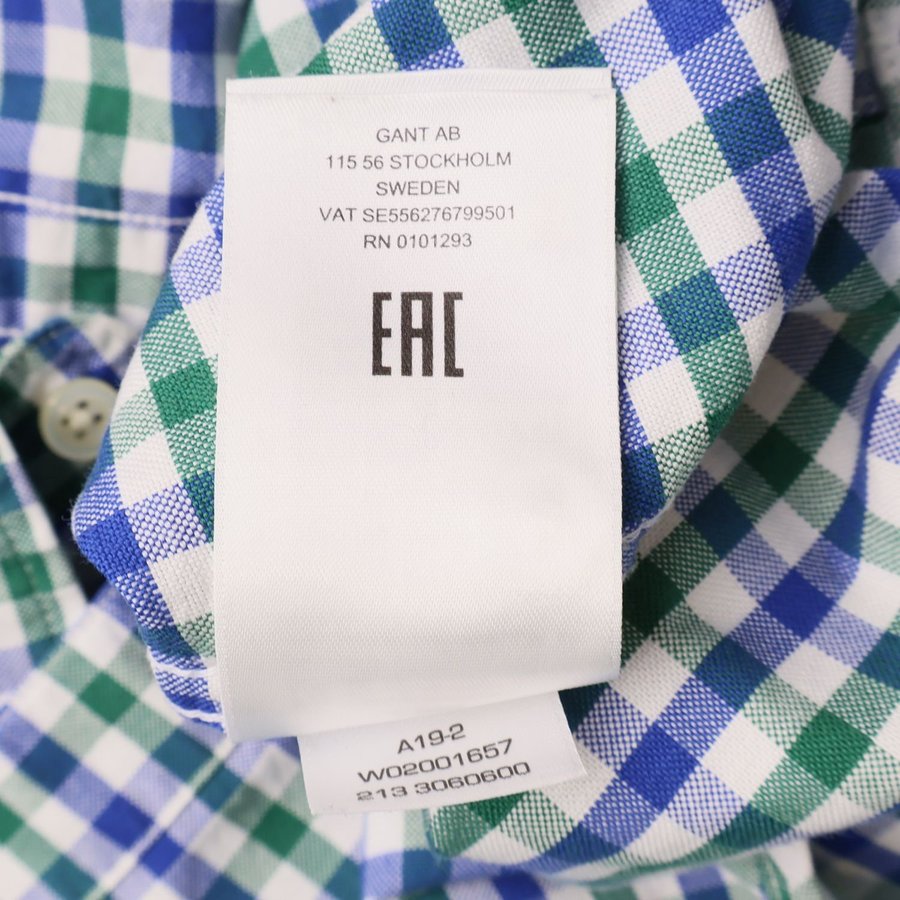 GANT AB
115 56 STOCKHOLM
SWEDEN
VAT SE556276799501
RN 0101293
EAC
A19-2
W02001657
213 3060600